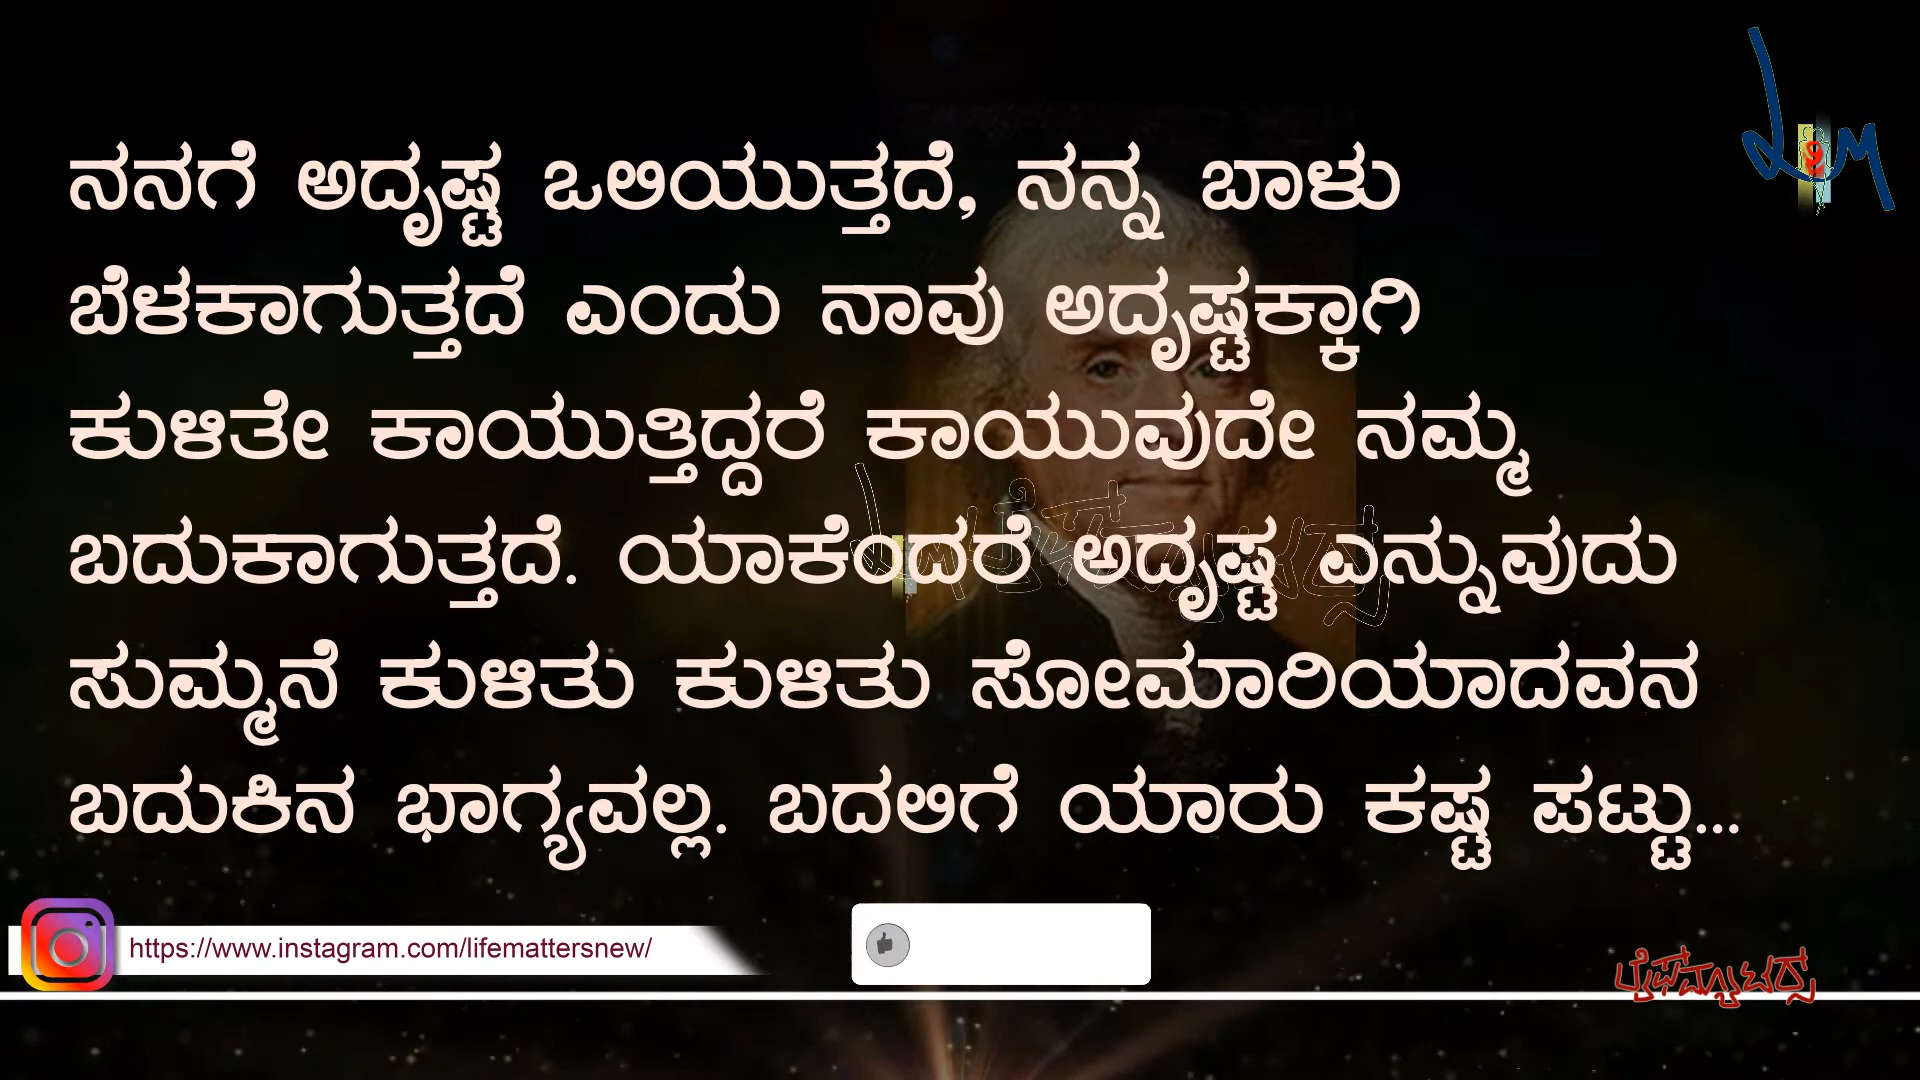 ನನಗೆ ಅದೃಷ್ಟ ಒಲಿಯುತ್ತದೆ, ನನ್ನ ಬಾಳು
ಬೆಳಕಾಗುತ್ತದೆ ಎಂದು ನಾವು ಅದೃಷ್ಟಕ್ಕಾಗಿ
ಕುಳಿತೇ ಕಾಯುತ್ತಿದ್ದರೆ ಕಾಯುವುದೇ ನಮ್ಮ
ಬದುಕಾಗುತ್ತದೆ. ಯಾಕೆಂದರೆ ಅದೃಷ್ಟ ಎನ್ನುವುದು
ಸುಮ್ಮನೆ ಕುಳಿತು ಕುಳಿತು ಸೋಮಾರಿಯಾದವನ
ಬದುಕಿನ ಭಾಗ್ಯವಲ್ಲ. ಬದಲಿಗೆ ಯಾರು ಕಷ್ಟ ಪಟ್ಟು...
https://www.instagram.com/lifemattersnew/
ಲೈಫ್ ಮ್ಯಾಟರ್ಸ್